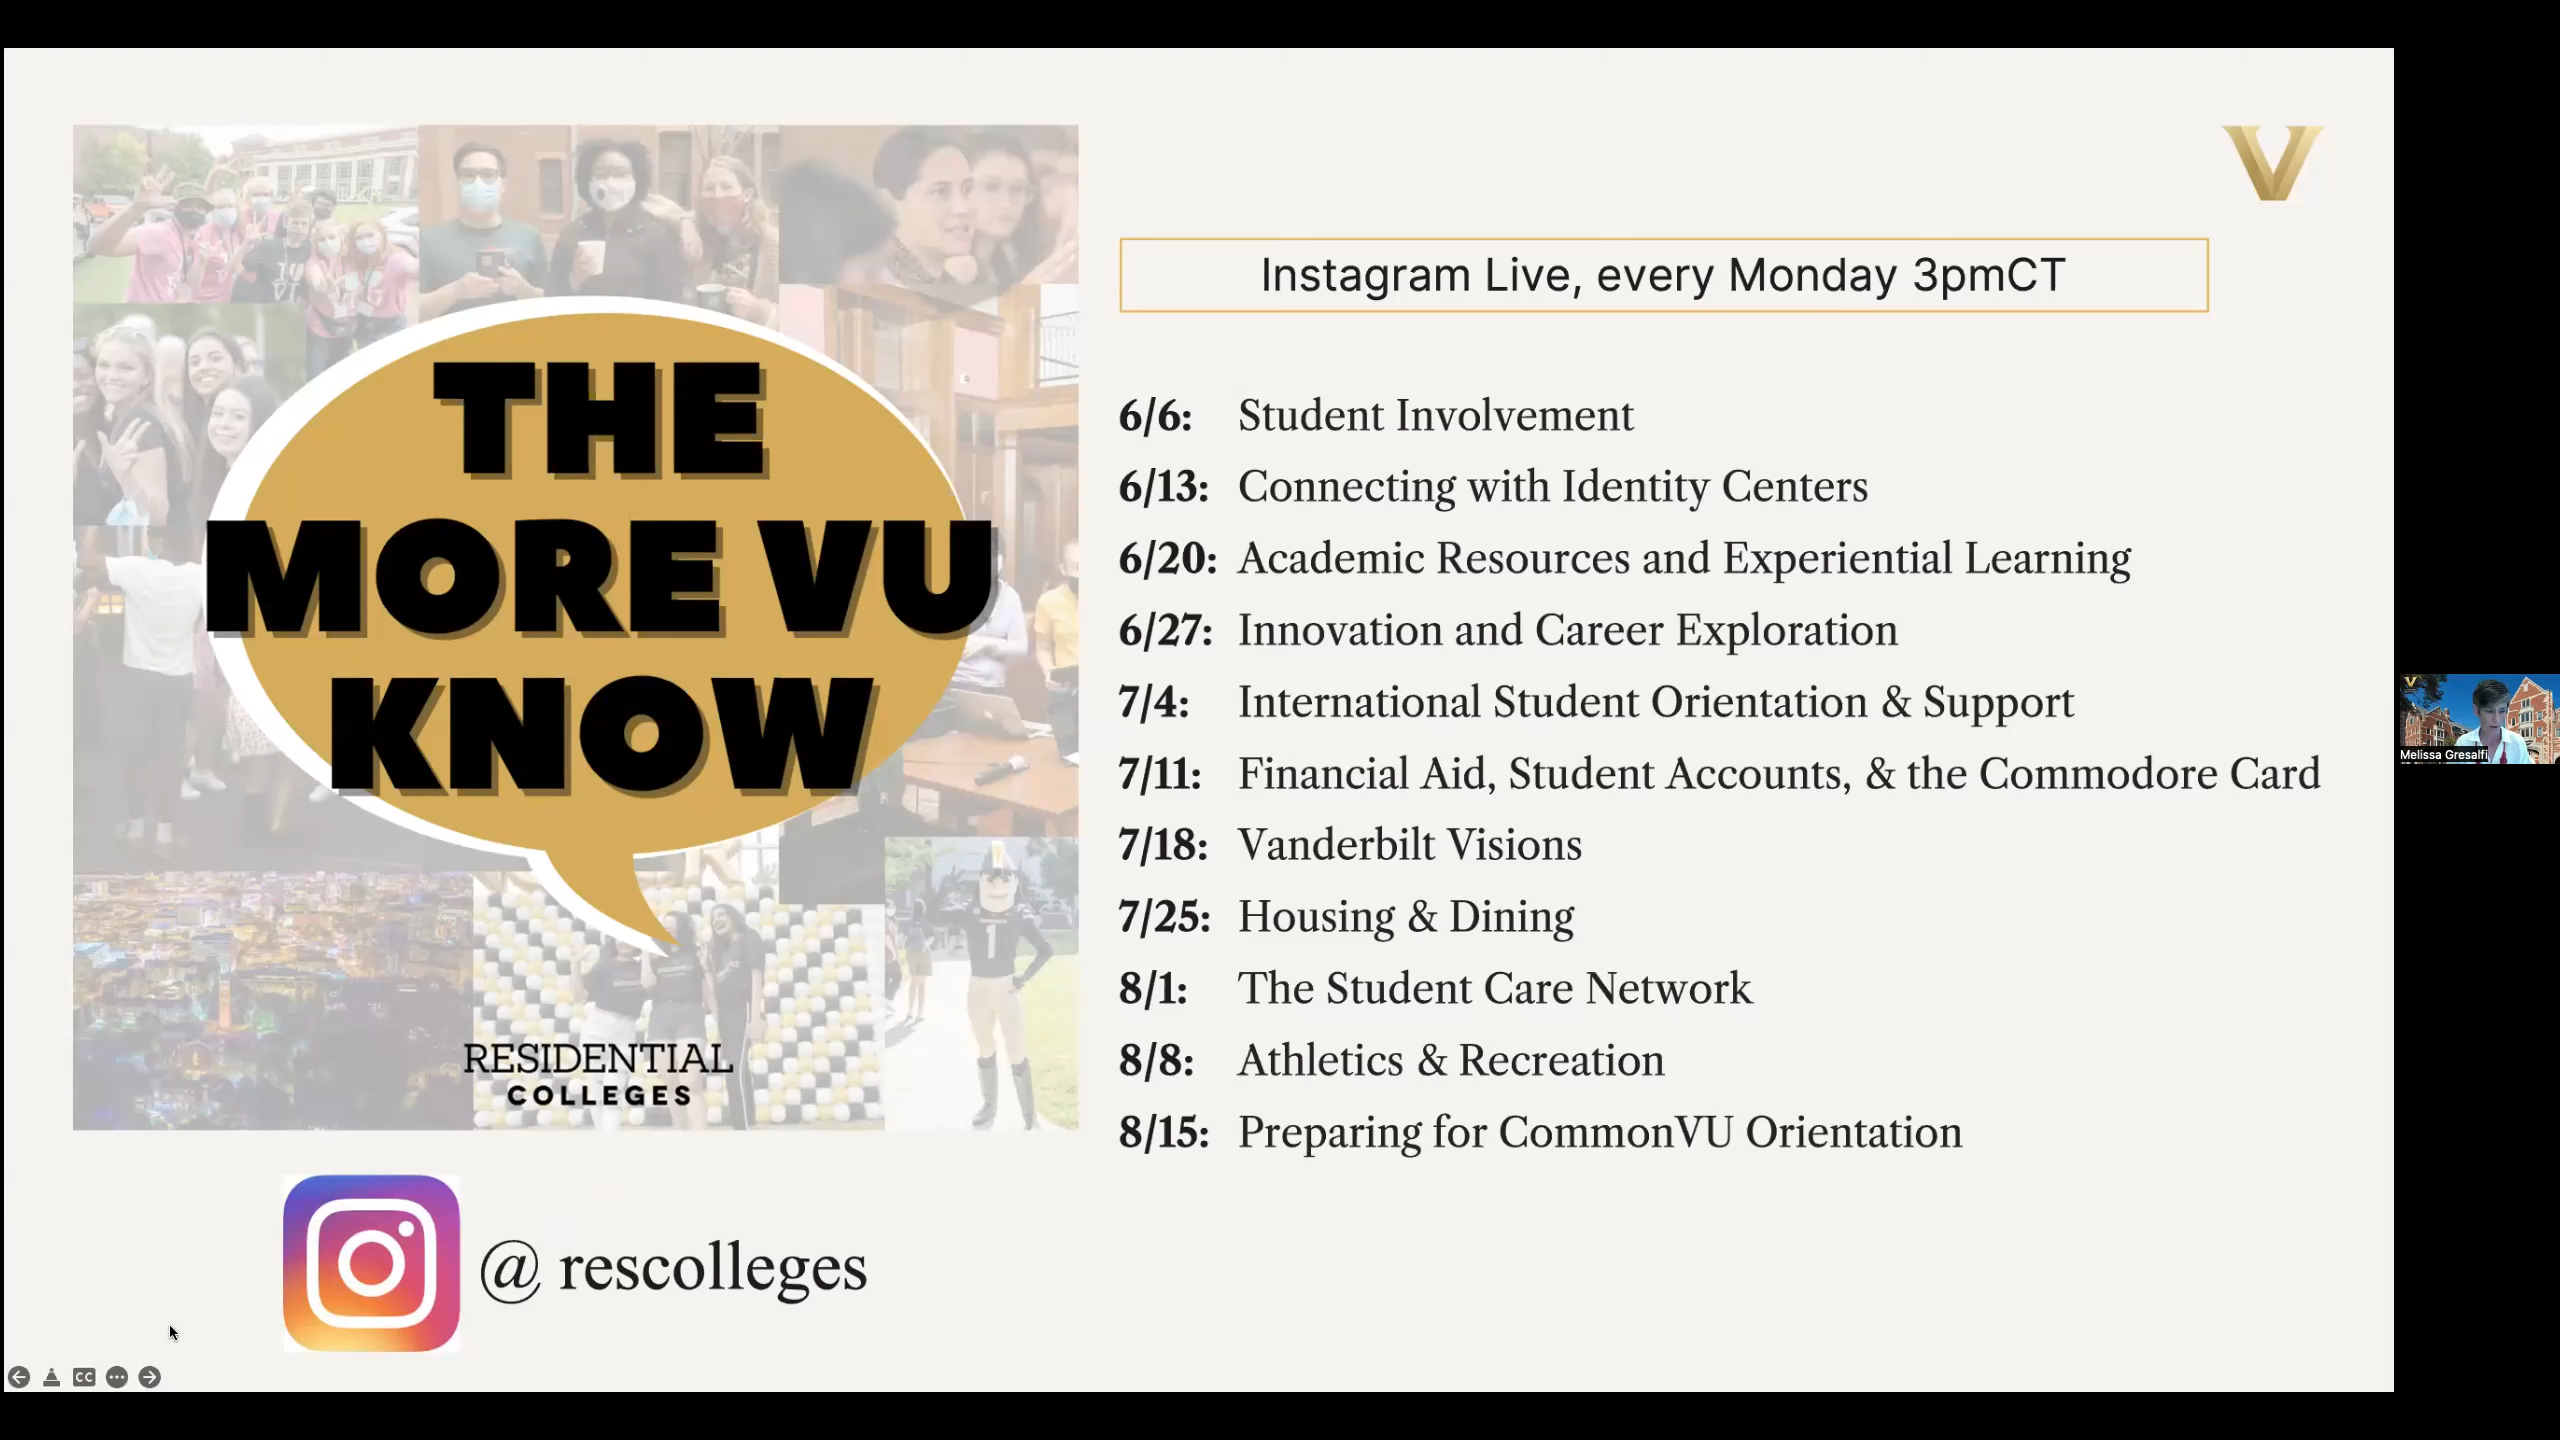 THE
MORE VU
KNOW
RESIDENTIAL
COLLEGES
@ rescolleges
V
Instagram Live, every Monday 3pmCT
6/6: Student Involvement
6/13: Connecting with Identity Centers
6/20: Academic Resources and Experiential Learning
6/27: Innovation and Career Exploration
7/4: International Student Orientation & Support
7/11: Financial Aid, Student Accounts, & the Commodore Card
7/18: Vanderbilt Visions
7/25: Housing & Dining
8/1: The Student Care Network
8/8: Athletics & Recreation
8/15: Preparing for CommonVU Orientation
Melissa Gresalfi
CC
1